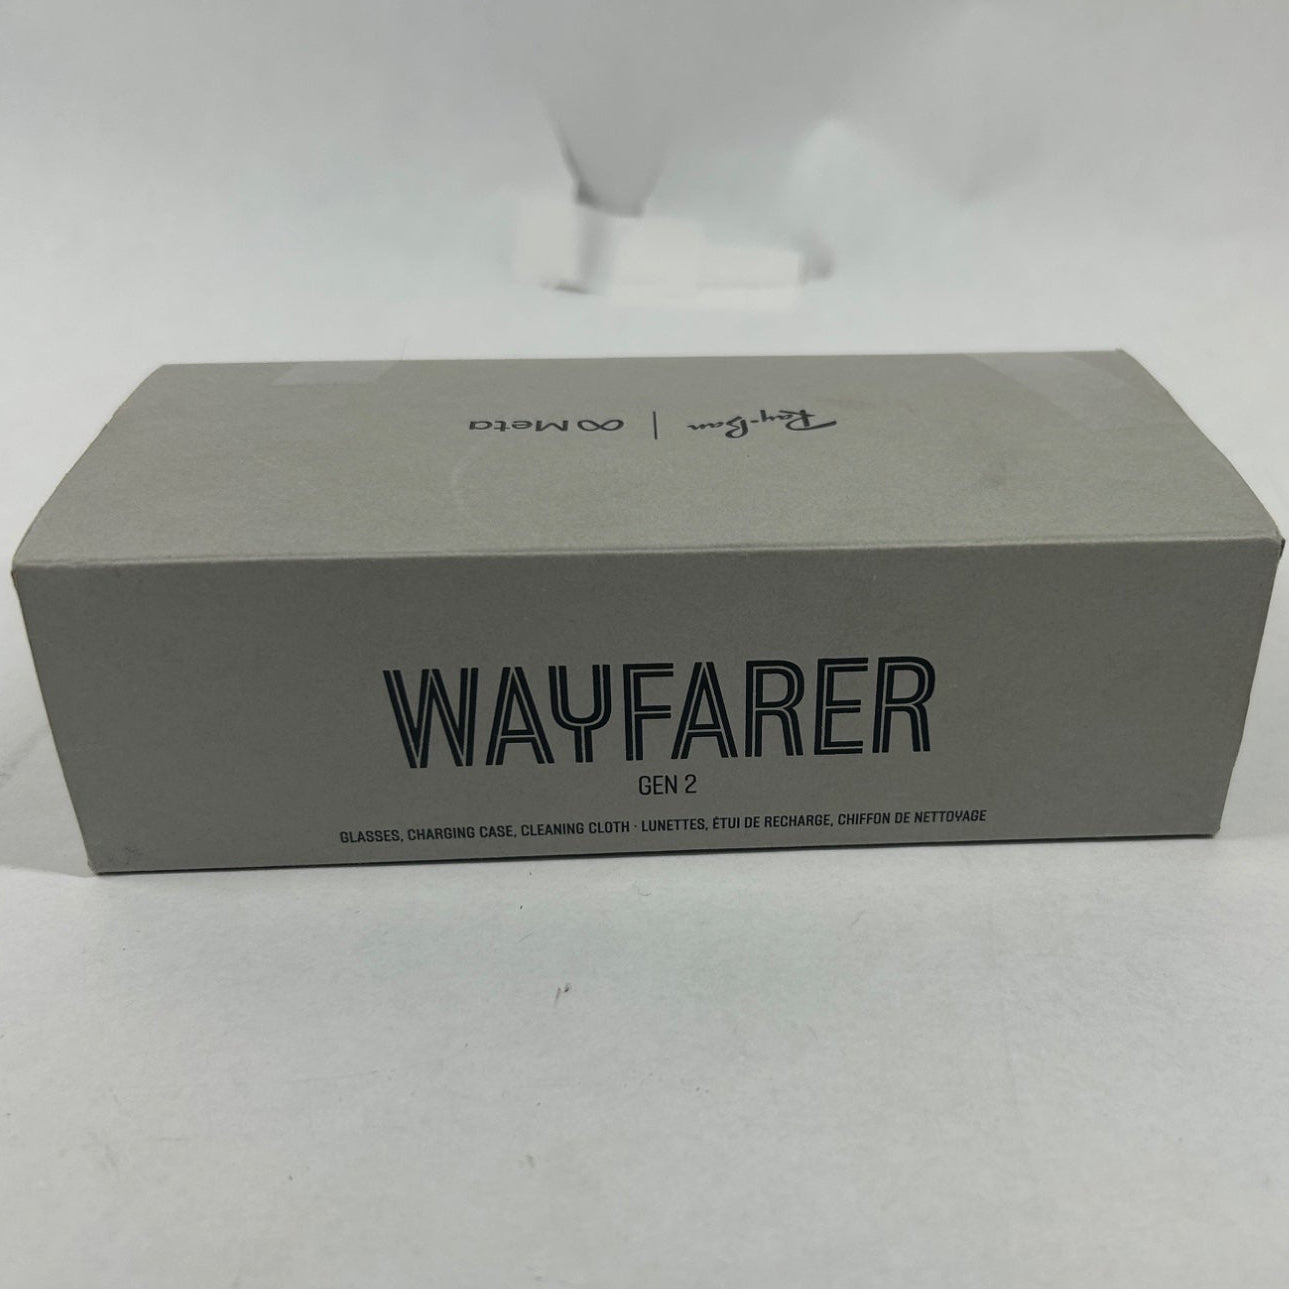 Ray-Ban | Meta
WAYFARER
GEN 2
GLASSES, CHARGING CASE, CLEANING CLOTH · LUNETTES, ÉTUI DE RECHARGE, CHIFFON DE NETTOYAGE